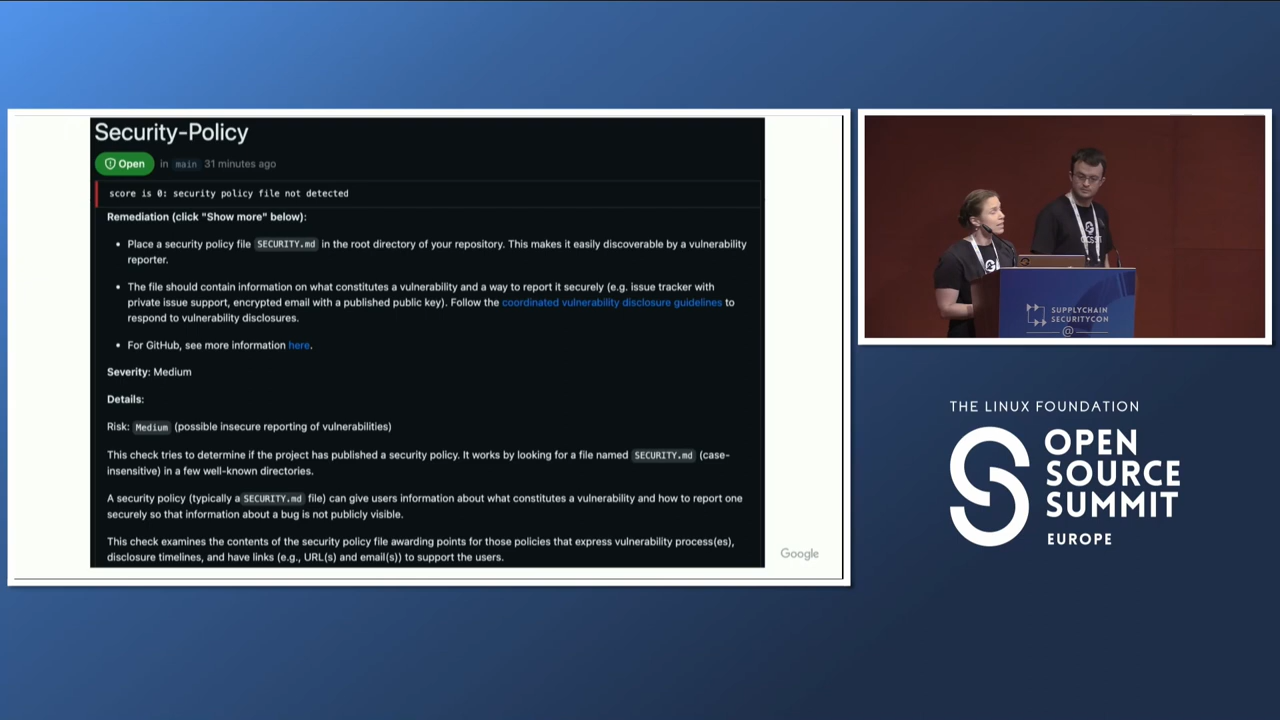 Security-Policy
Open in main 31 minutes ago
score is 0: security policy file not detected
Remediation (click "Show more" below):
• Place a security policy file SECURITY.md in the root directory of your repository. This makes it easily discoverable by a vulnerability
reporter.
• The file should contain information on what constitutes a vulnerability and a way to report it securely (e.g. issue tracker with
private issue support, encrypted email with a published public key). Follow the coordinated vulnerability disclosure guidelines to
respond to vulnerability disclosures.
• For GitHub, see more information here.
Severity: Medium
Details:
Risk: Medium (possible insecure reporting of vulnerabilities)
This check tries to determine if the project has published a security policy. It works by looking for a file named SECURITY.md (case-
insensitive) in a few well-known directories.
A security policy (typically a SECURITY.md file) can give users information about what constitutes a vulnerability and how to report one
securely so that information about a bug is not publicly visible.
This check examines the contents of the security policy file awarding points for those policies that express vulnerability process(es),
disclosure timelines, and have links (e.g., URL(s) and email(s)) to support the users.
Google
SUPPLYCHAIN
SECURITYCON
@
THE LINUX FOUNDATION
OPEN
SOURCE
SUMMIT
EUROPE